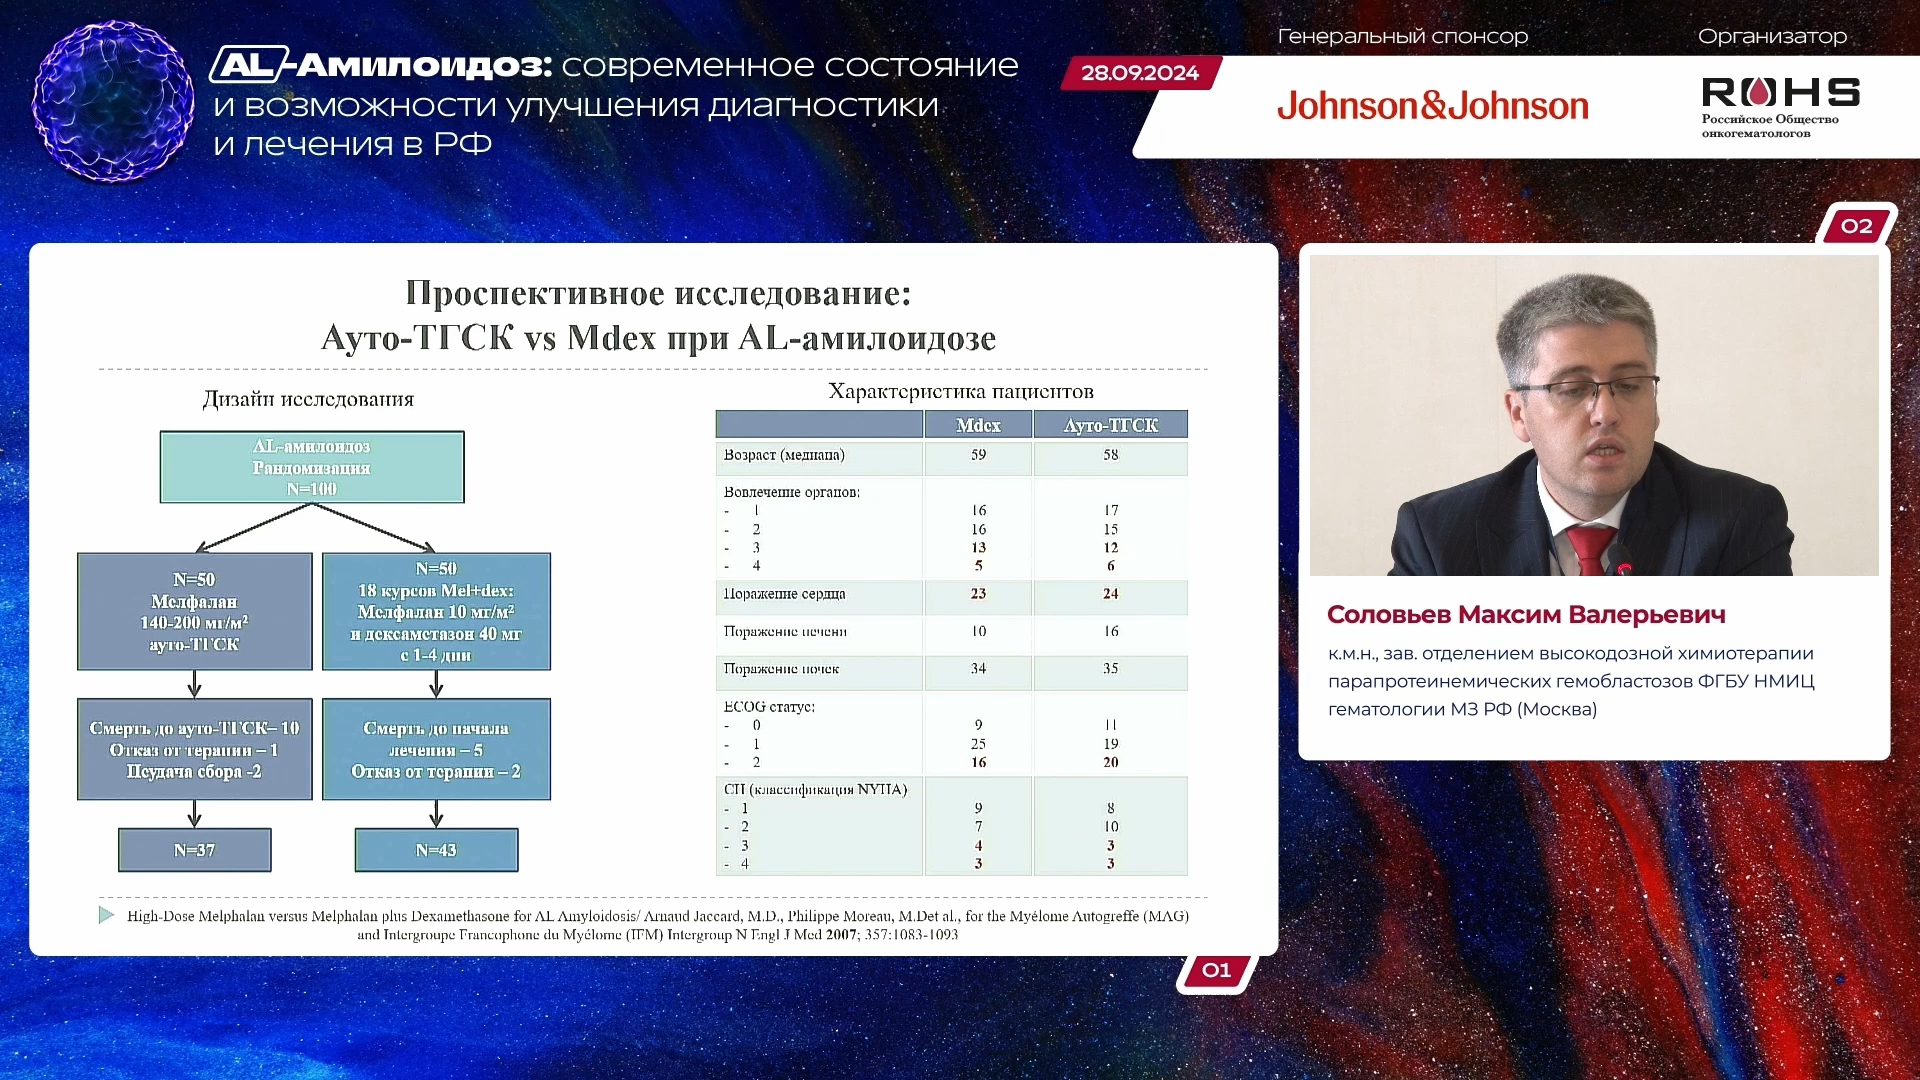 AL-Амилоидоз: современное состояние
и возможности улучшения диагностики
и лечения в РФ
28.09.2024
Генеральный спонсор
Johnson&Johnson
Организатор
ROHS
Российское Общество
онкогематологов
Проспективное исследование:
Ауто-ТГСК vs Mdex при AL-амилоидозе
Дизайн исследования
AL-амилоидоз
Рандомизация
N=100
N=50
Мелфалан
140-200 мг/м²
ауто-ТГСК
N=50
18 курсов Mel+dex:
Мелфалан 10 мг/м²
и дексаметазон 40 мг
с 1-4 дни
Смерть до ауто-ТГСК– 10
Отказ от терапии – 1
Неудача сбора -2
Смерть до начала
лечения – 5
Отказ от терапии – 2
N=37
N=43
Характеристика пациентов
Mdex Ауто-ТГСК
Возраст (медиана) 59 58
Вовлечение органов:
- 1 16 17
- 2 16 15
- 3 13 12
- 4 5 6
Поражение сердца 23 24
Поражение печени 10 16
Поражение почек 34 35
ECOG статус:
- 0 9 11
- 1 25 19
- 2 16 20
СН (классификация NYHA)
- 1 9 8
- 2 7 10
- 3 4 3
- 4 3 3
High-Dose Melphalan versus Melphalan plus Dexamethasone for AL Amyloidosis/ Arnaud Jaccard, M.D., Philippe Moreau, M.Det al., for the Myélome Autogreffe (MAG)
and Intergroupe Francophone du Myélome (IFM) Intergroup N Engl J Med 2007; 357:1083-1093
01
02
Соловьев Максим Валерьевич
к.м.н., зав. отделением высокодозной химиотерапии
парапротеинемических гемобластозов ФГБУ НМИЦ
гематологии МЗ РФ (Москва)